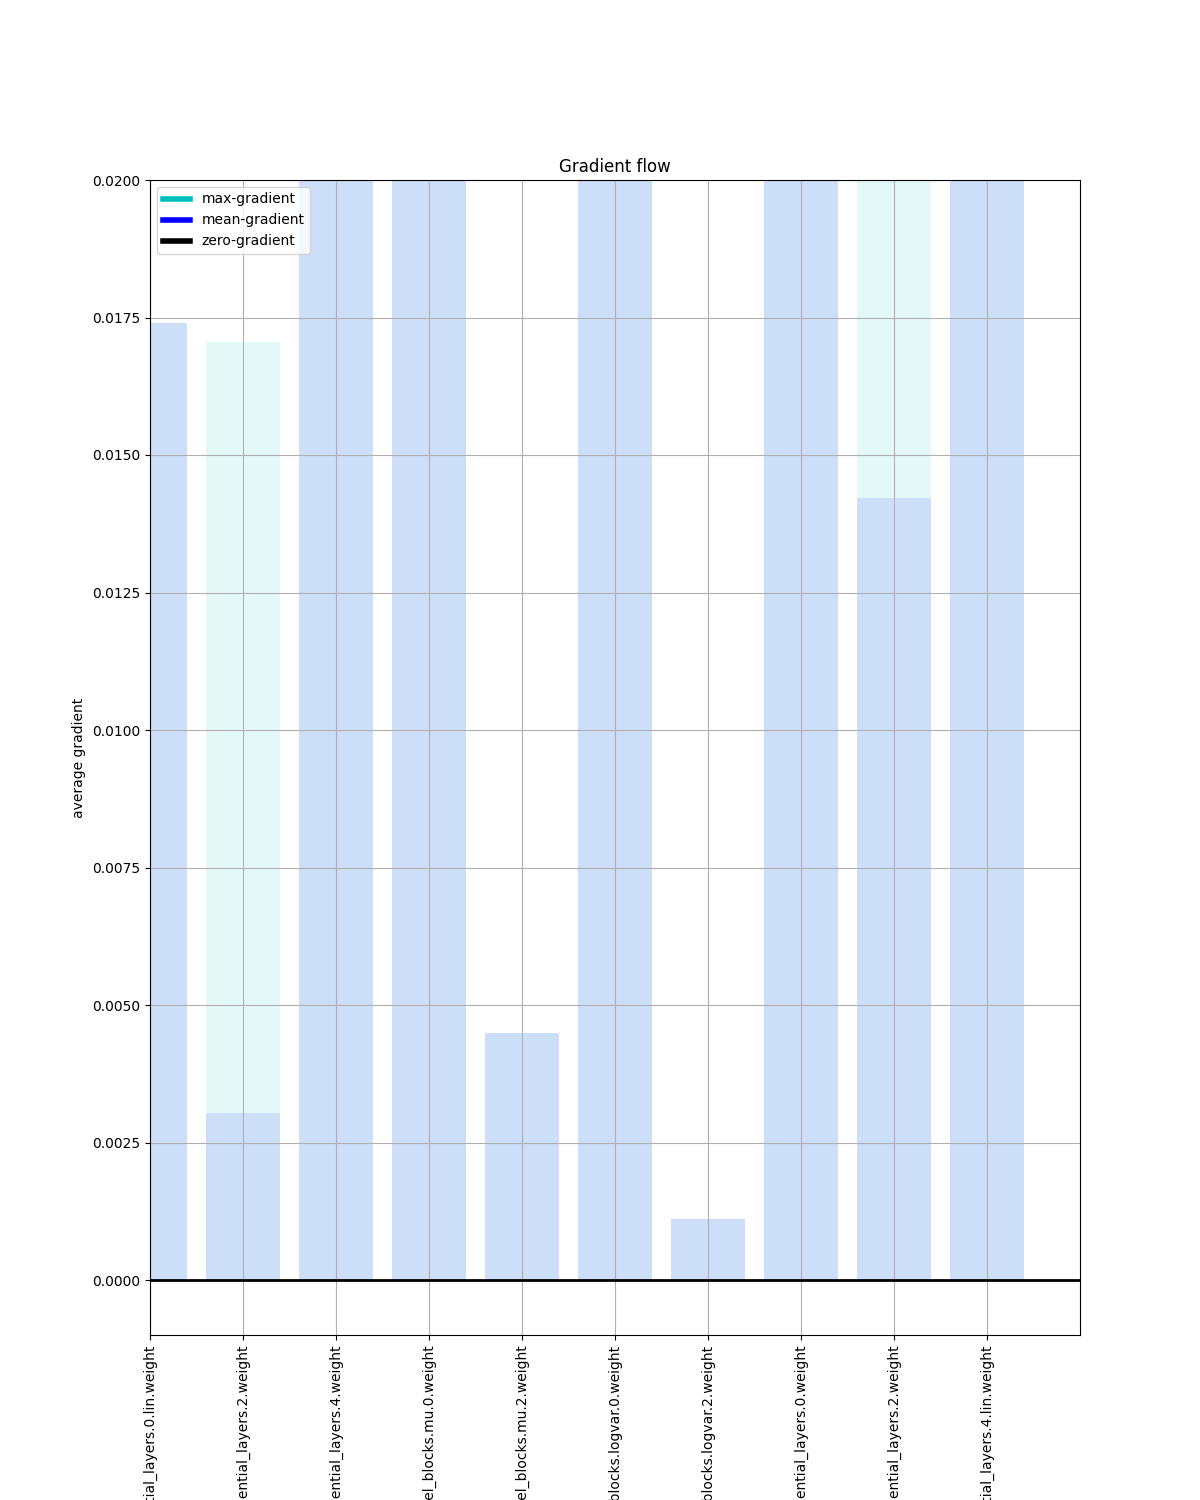 Gradient flow
max-gradient
mean-gradient
zero-gradient
0.0200
0.0175
0.0150
0.0125
0.0100
0.0075
0.0050
0.0025
0.0000
average gradient
tial_layers.0.lin.weight
ential_layers.2.weight
ential_layers.4.weight
el_blocks.mu.0.weight
el_blocks.mu.2.weight
blocks.logvar.0.weight
blocks.logvar.2.weight
ential_layers.0.weight
ential_layers.2.weight
tial_layers.4.lin.weight